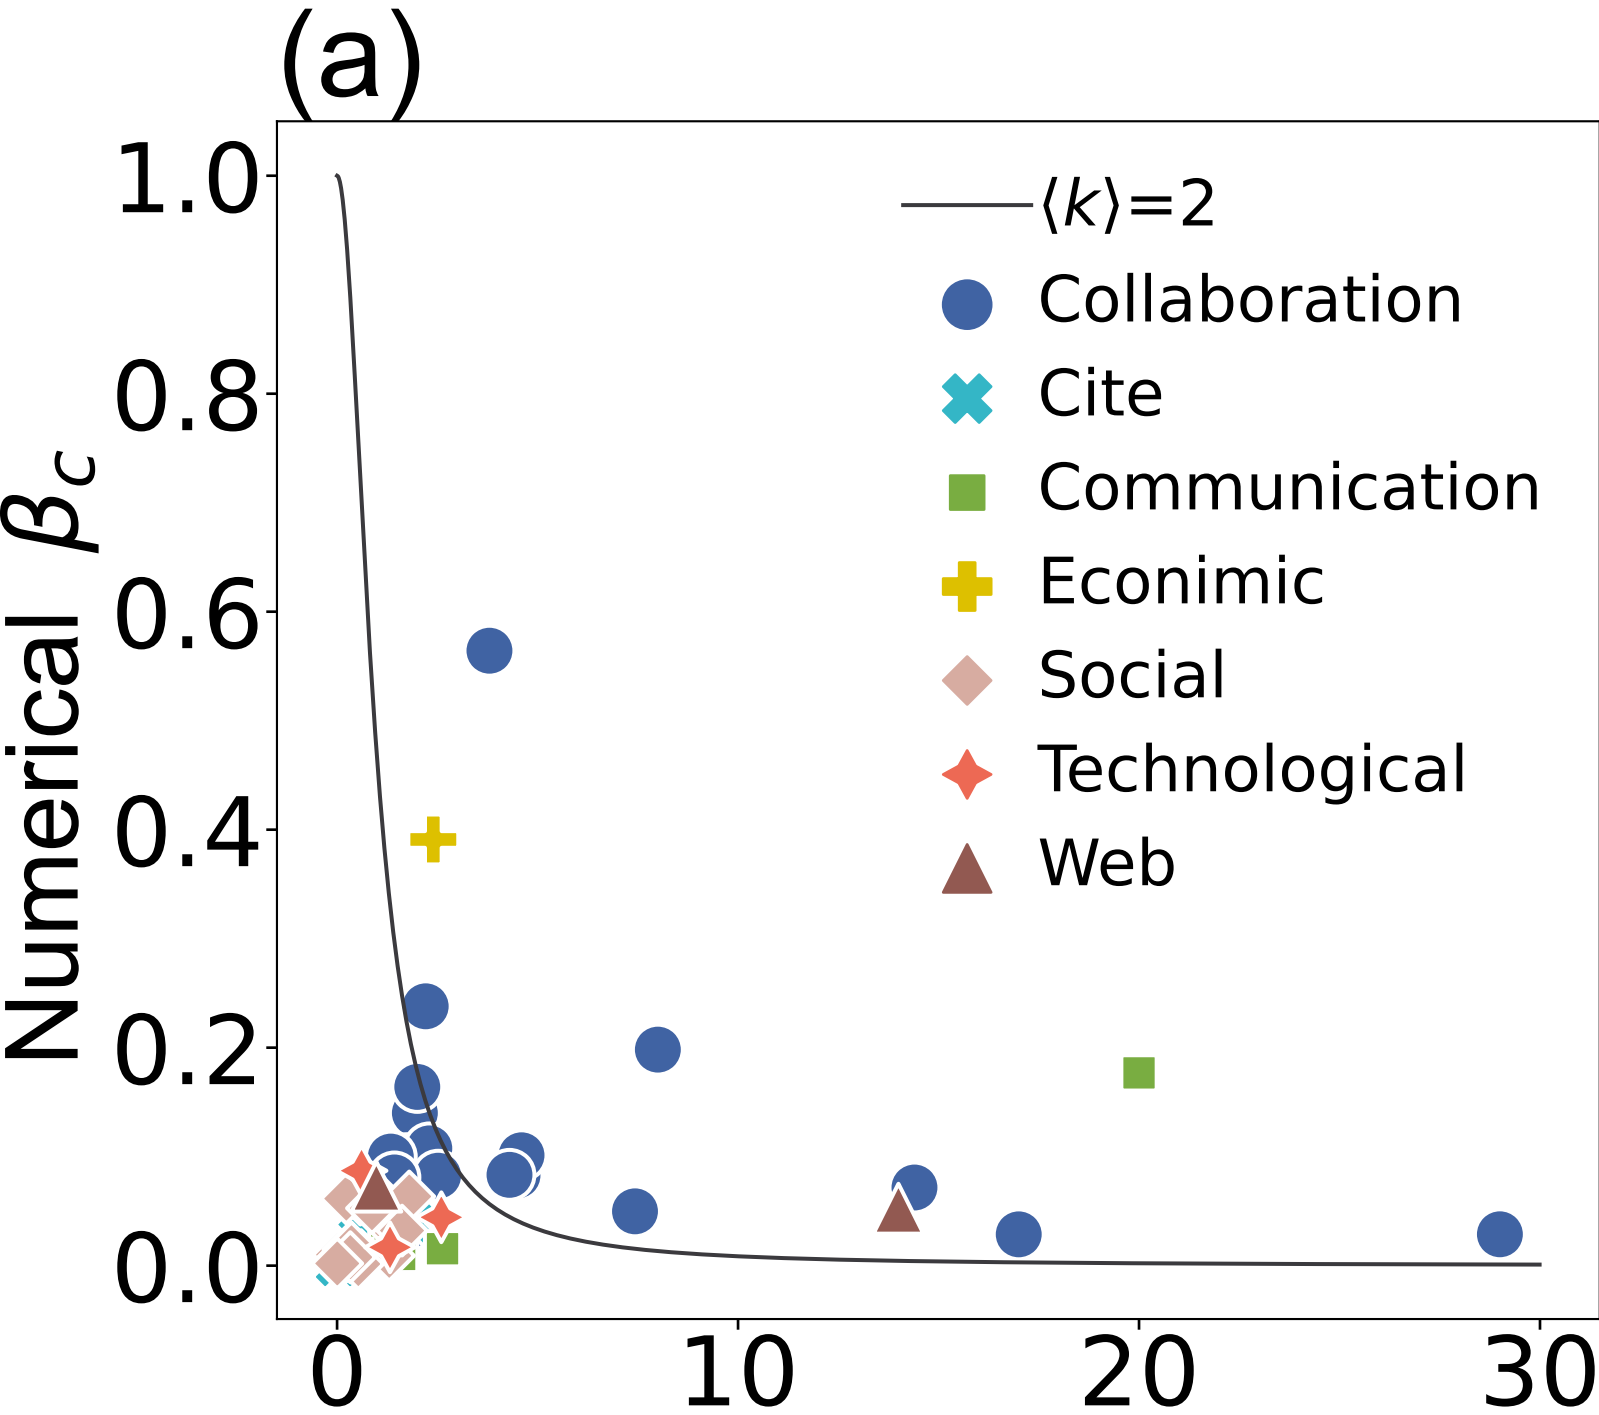 (a)
1.0
0.8
0.6
0.4
0.2
0.0
Numerical β_c
⟨k⟩=2
Collaboration
Cite
Communication
Econimic
Social
Technological
Web
0 10 20 30